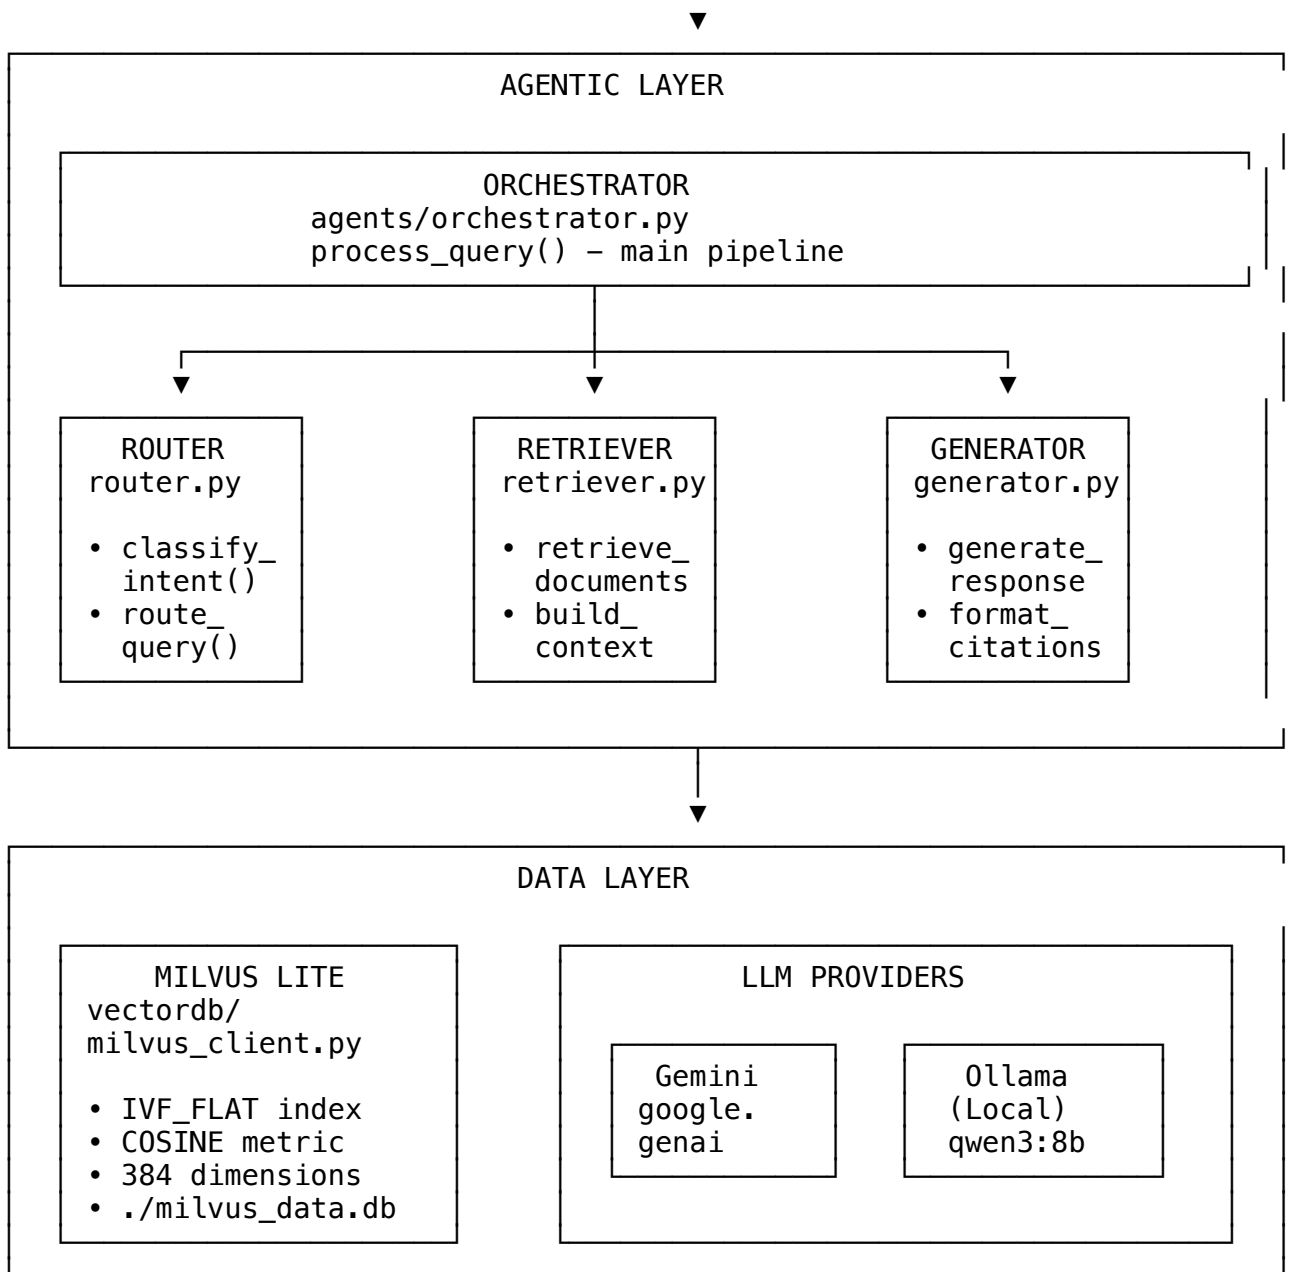 AGENTIC LAYER
ORCHESTRATOR
agents/orchestrator.py
process_query() – main pipeline
ROUTER
router.py
• classify_
intent()
• route_
query()
RETRIEVER
retriever.py
• retrieve_
documents
• build_
context
GENERATOR
generator.py
• generate_
response
• format_
citations
DATA LAYER
MILVUS LITE
vectordb/
milvus_client.py
• IVF_FLAT index
• COSINE metric
• 384 dimensions
• ./milvus_data.db
LLM PROVIDERS
Gemini
google.
genai
Ollama
(Local)
qwen3:8b